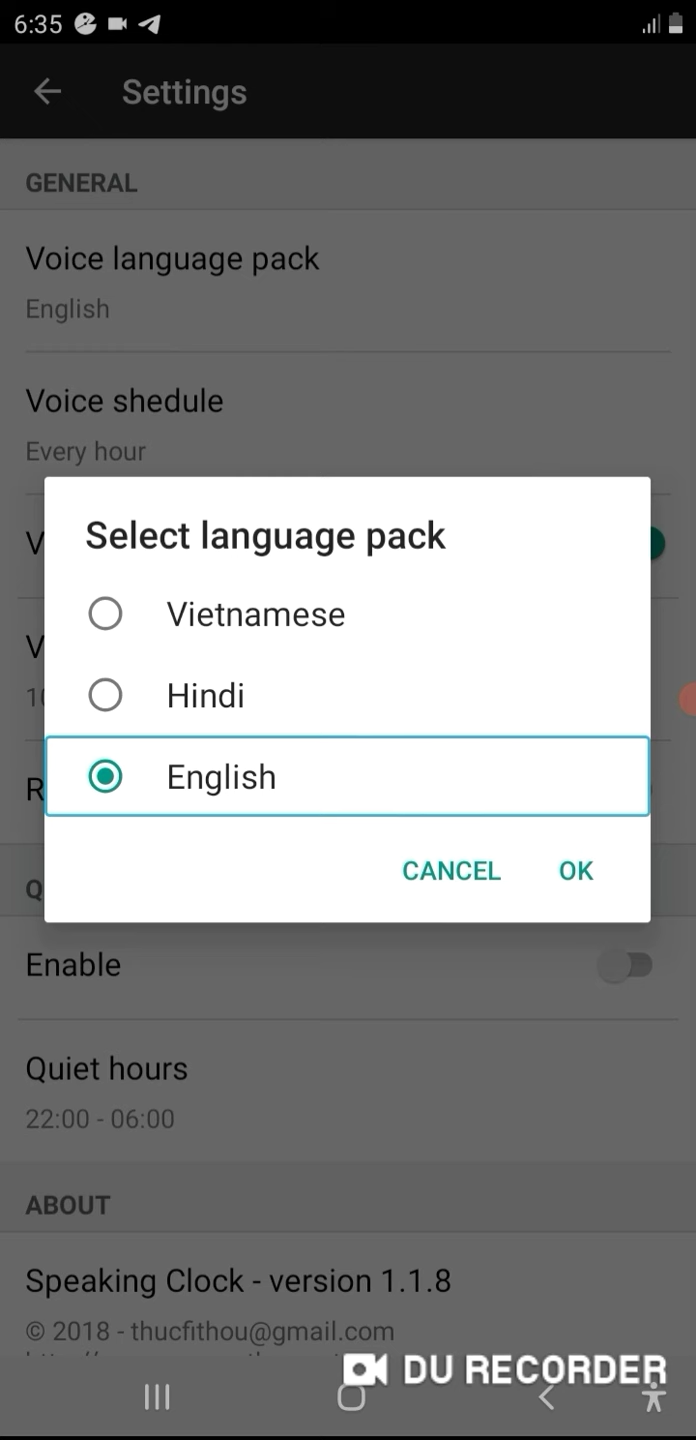 6:35
Settings
GENERAL
Voice language pack
English
Voice shedule
Every hour
V
Select language pack
Vietnamese
V
Hindi
10
English
R
CANCEL OK
Q
Enable
Quiet hours
22:00 - 06:00
ABOUT
Speaking Clock - version 1.1.8
© 2018 - thucfithou@gmail.com
DU RECORDER